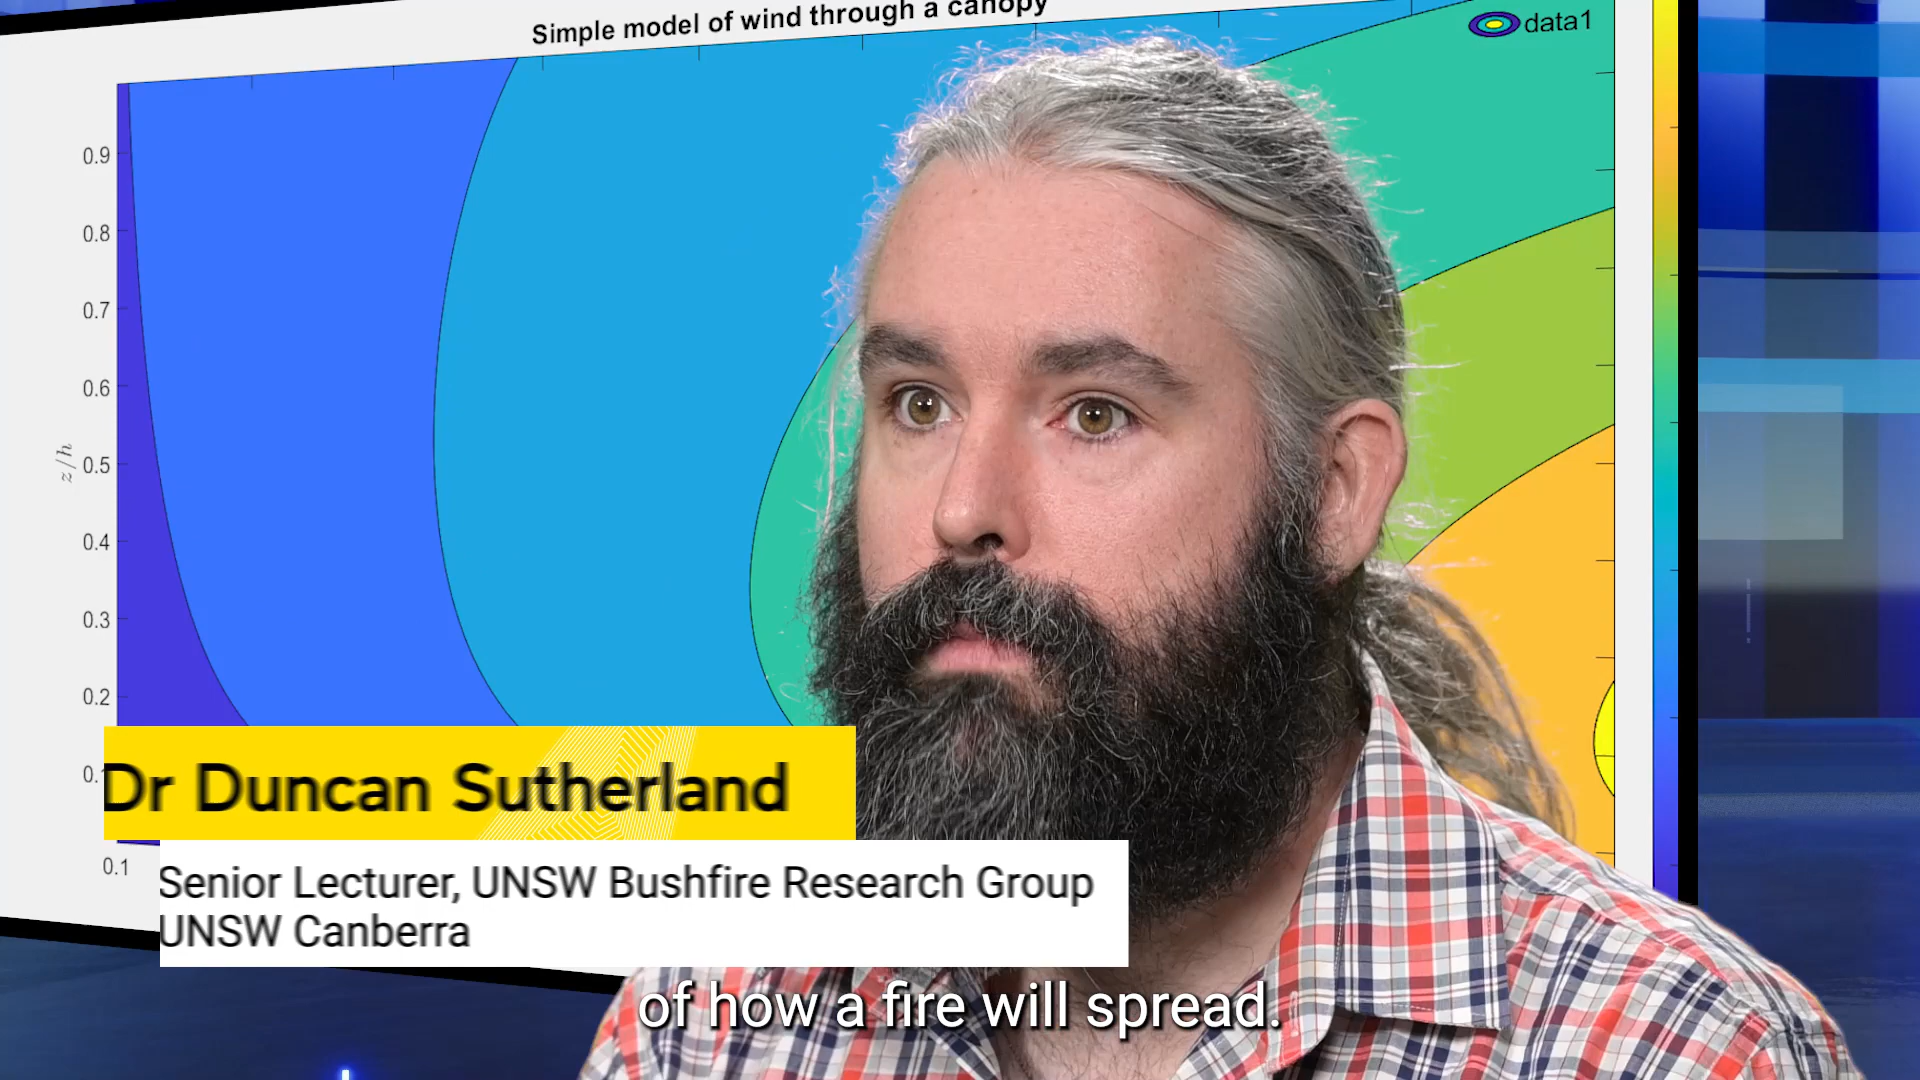 Simple model of wind through a canopy
data1
0.9
0.8
0.7
0.6
z/h
0.5
0.4
0.3
0.2
0.1
Dr Duncan Sutherland
Senior Lecturer, UNSW Bushfire Research Group
UNSW Canberra
of how a fire will spread.